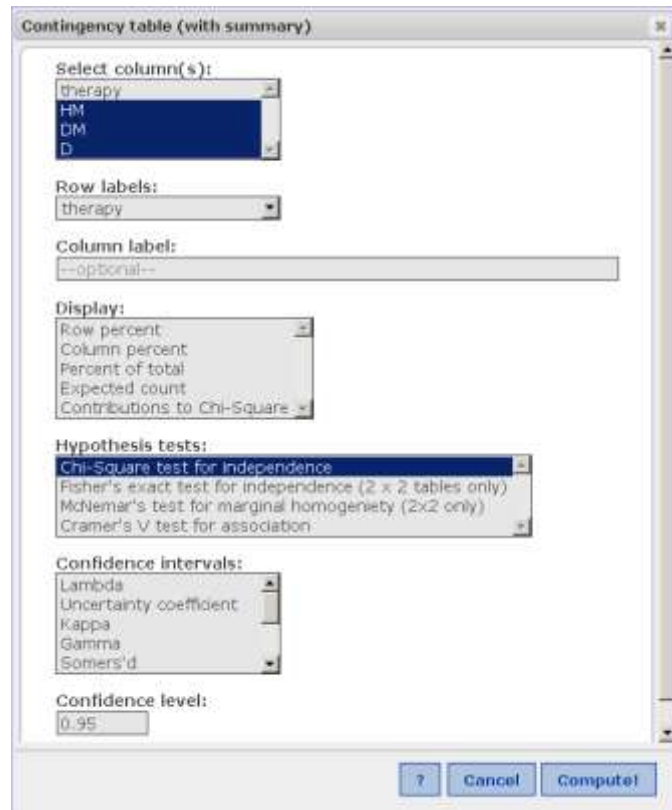 Contingency table (with summary)
Select column(s):
therapy
HM
DM
D
Row labels:
therapy
Column label:
--optional--
Display:
Row percent
Column percent
Percent of total
Expected count
Contributions to Chi-Square
Hypothesis tests:
Chi-Square test for independence
Fisher's exact test for independence (2 x 2 tables only)
McNemar's test for marginal homogeniety (2x2 only)
Cramer's V test for association
Confidence intervals:
Lambda
Uncertainty coefficient
Kappa
Gamma
Somers'd
Confidence level:
0.95
? Cancel Compute!